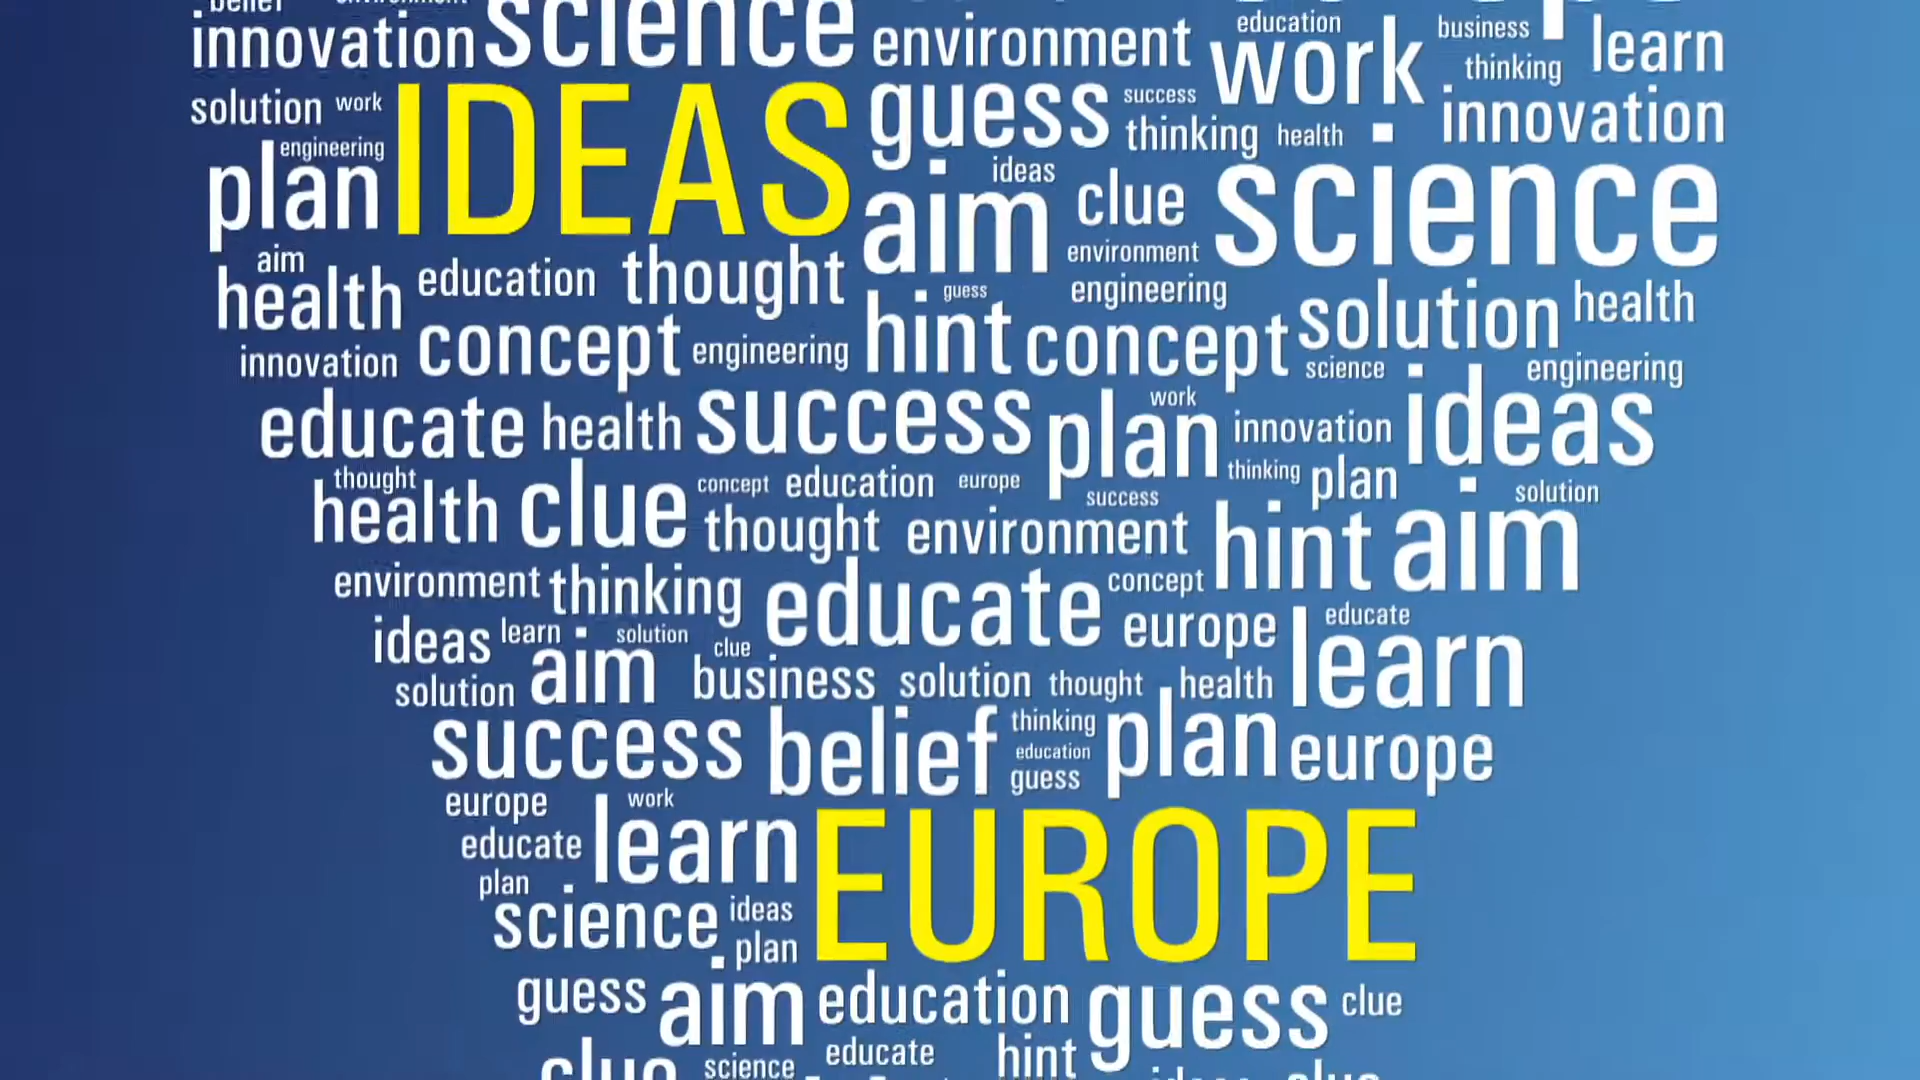 belief environment
innovation science environment education work business thinking learn
solution work IDEAS guess success thinking health innovation
plan engineering aim ideas clue science
aim health education thought environment
guess engineering solution health
innovation concept engineering hint concept science engineering
educate health success plan work innovation ideas
thought health clue concept education europe success thinking plan solution
thought environment hint aim
environment thinking educate concept
ideas learn aim solution clue europe educate learn
solution business solution thought health
success belief thinking education guess plan europe
europe work
educate learn EUROPE
plan
science ideas
plan
guess aim education guess clue
clue science educate hint